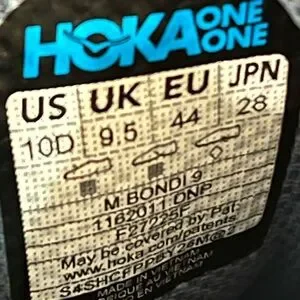 HOKA ONE ONE
US UK EU JPN
10D 9.5 44 28
M BONDI 9
1162011 DNP
F27225F
May be covered by Pat.
www.hoka.com/patents